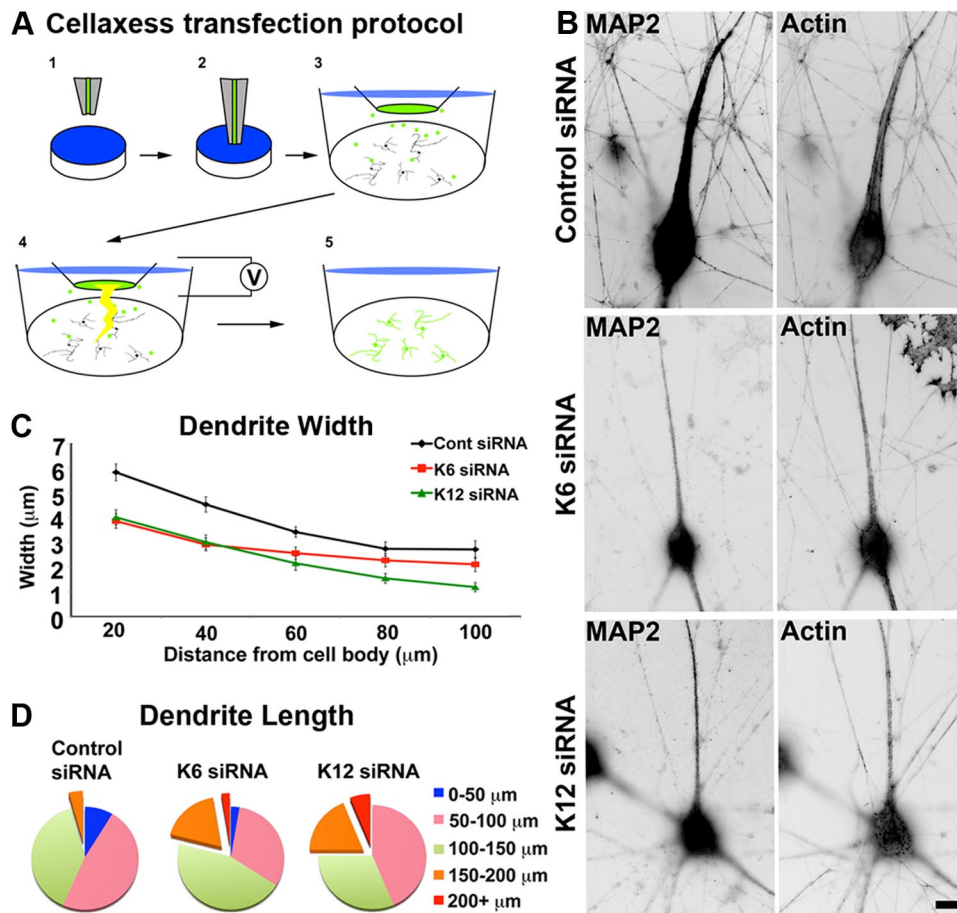 A Cellaxess transfection protocol
1
2
3
4
V
5
B
MAP2
Actin
Control siRNA
MAP2
Actin
K6 siRNA
MAP2
Actin
K12 siRNA
C
Dendrite Width
7
6
5
4
3
2
1
0
Width (µm)
20 40 60 80 100
Distance from cell body (µm)
Cont siRNA
K6 siRNA
K12 siRNA
D Dendrite Length
Control
siRNA
K6 siRNA
K12 siRNA
0-50 µm
50-100 µm
100-150 µm
150-200 µm
200+ µm